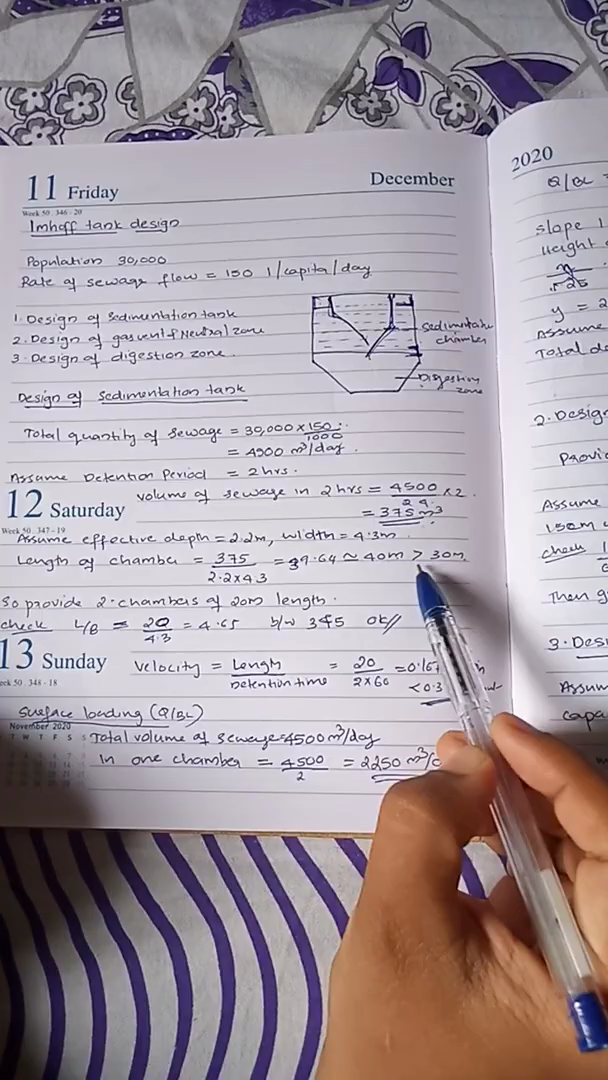 11 Friday December
Week 50 . 346 - 20
Imhoff tank design
Population 30,000
Rate of sewage flow = 150 l/capita/day
1. Design of sedimentation tank
2. Design of gas vent & Neutral zone
3. Design of digestion zone.
sedimentation
chamber
Digestion
zone
Design of sedimentation tank
Total quantity of sewage = 30,000 x 150/1000
= 4500 m³/day.
Assume Detention Period = 2hrs.
12 Saturday
Week 50 . 347 - 19
volume of sewage in 2hrs = 4500/24 x 2
= 375 m³
Assume effective depth = 2.2m, width = 4.3m
Length of chamber = 375/2.2x4.3 = 39.64 ≈ 40m > 30m
So provide 2 chambers of 20m length.
check L/B = 20/4.3 = 4.65 b/w 3&5 ok//
13 Sunday
eek 50 . 348 - 18
Velocity = Length/Detention time = 20/2x60 = 0.16
<0.3
Surface loading (Q/BL)
November 2020
T W T F S S
Total volume of sewage = 4500 m³/day
In one chamber = 4500/2 = 2250 m³/
2020
Q/BL =
slope 1
Height
y = 2
Assume
Total d
2. Design
Provi
Assume
150m
check
Then g
3. Des
Assum
capa